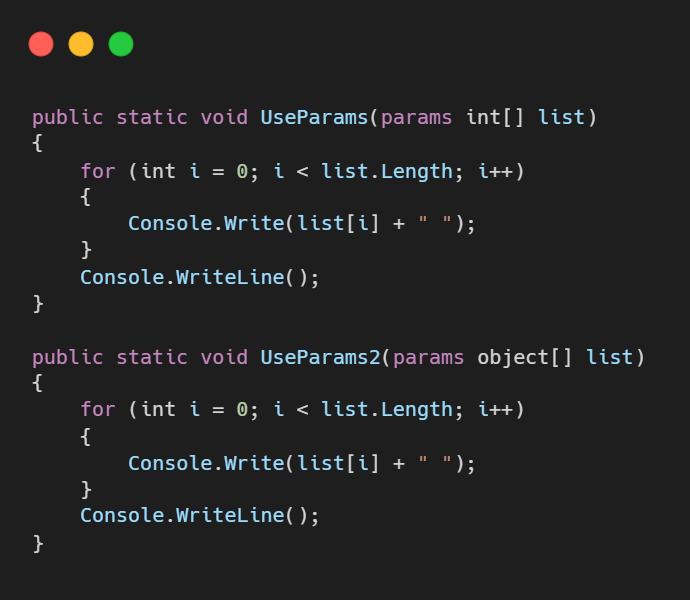 public static void UseParams(params int[] list)
{
    for (int i = 0; i < list.Length; i++)
    {
        Console.Write(list[i] + " ");
    }
    Console.WriteLine();
}

public static void UseParams2(params object[] list)
{
    for (int i = 0; i < list.Length; i++)
    {
        Console.Write(list[i] + " ");
    }
    Console.WriteLine();
}